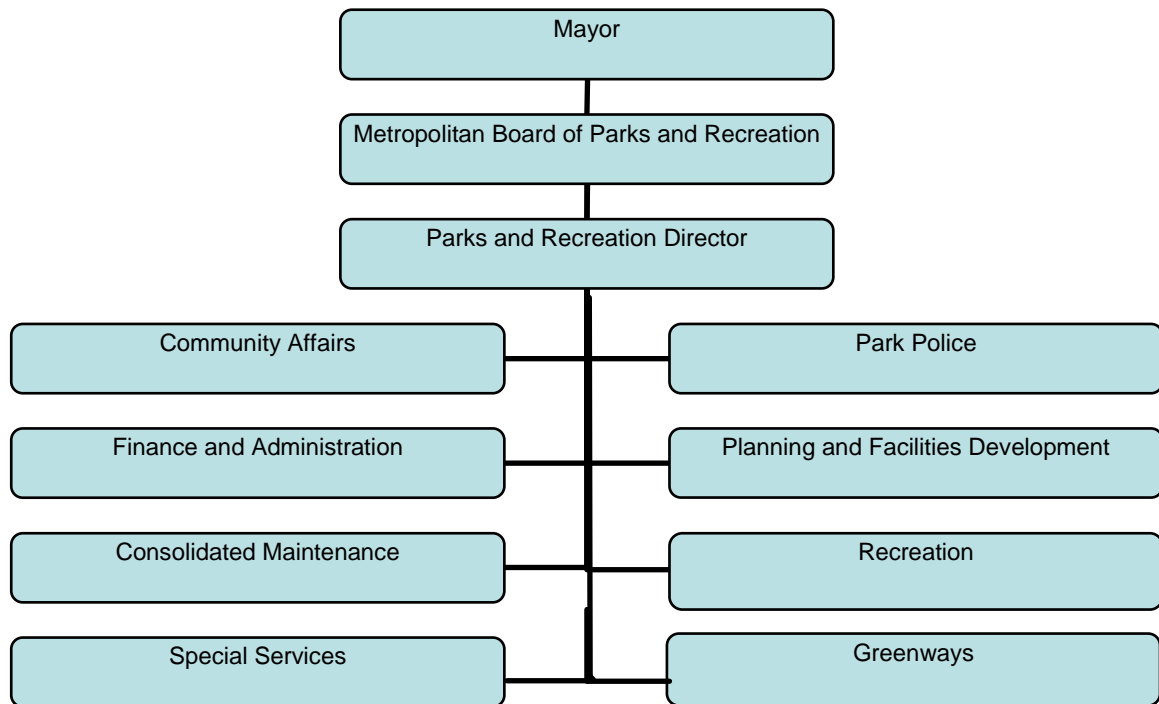 Mayor
Metropolitan Board of Parks and Recreation
Parks and Recreation Director
Community Affairs
Park Police
Finance and Administration
Planning and Facilities Development
Consolidated Maintenance
Recreation
Special Services
Greenways